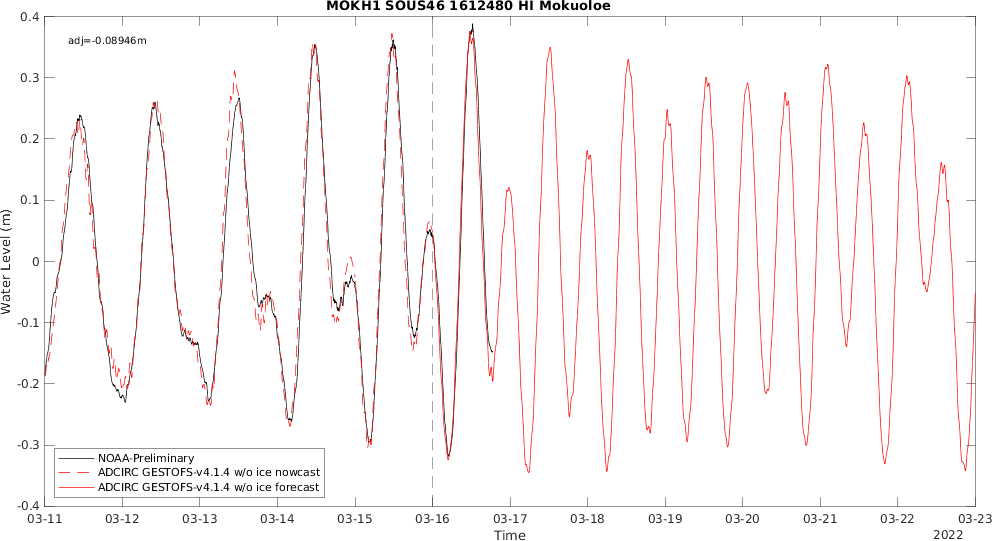 MOKH1 SOUS46 1612480 HI Mokuoloe
adj=-0.08946m
Water Level (m)
0.4
0.3
0.2
0.1
0
-0.1
-0.2
-0.3
-0.4
NOAA-Preliminary
ADCIRC GESTOFS-v4.1.4 w/o ice nowcast
ADCIRC GESTOFS-v4.1.4 w/o ice forecast
03-11 03-12 03-13 03-14 03-15 03-16 03-17 03-18 03-19 03-20 03-21 03-22 03-23
Time
2022